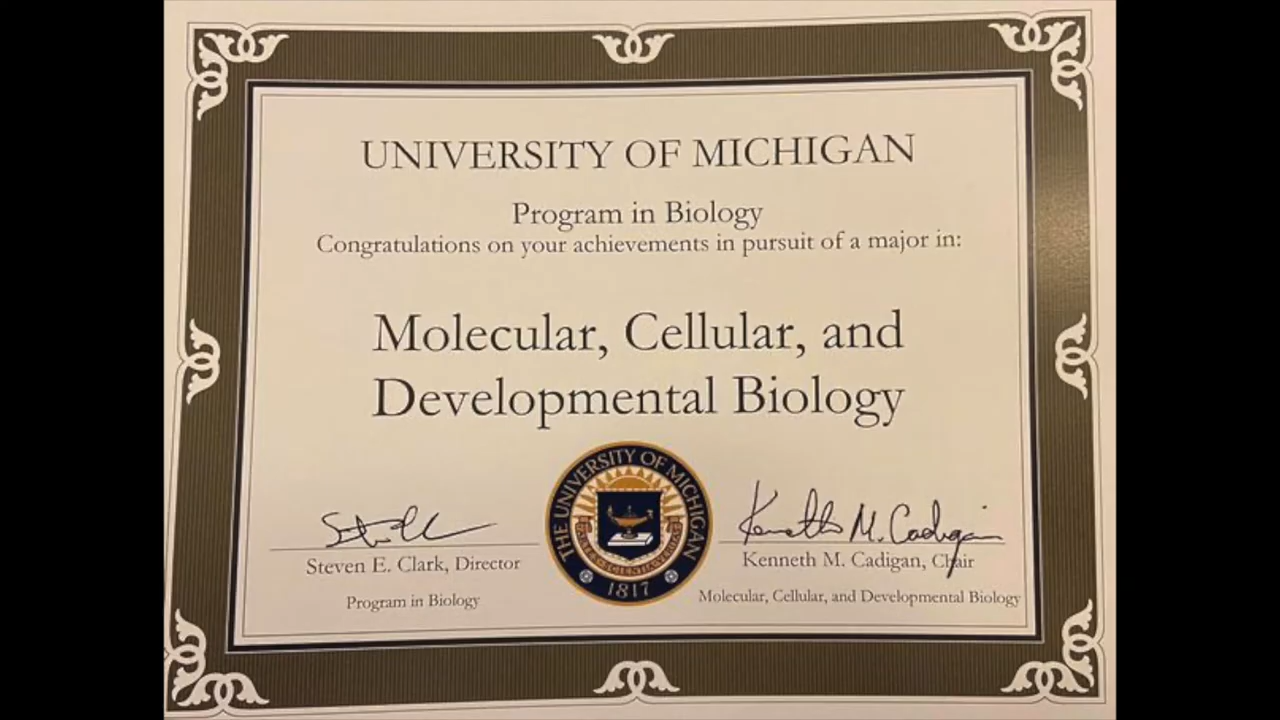 UNIVERSITY OF MICHIGAN
Program in Biology
Congratulations on your achievements in pursuit of a major in:
Molecular, Cellular, and
Developmental Biology
THE UNIVERSITY OF MICHIGAN
1817
Steven E. Clark, Director
Program in Biology
Kenneth M. Cadigan
Kenneth M. Cadigan, Chair
Molecular, Cellular, and Developmental Biology